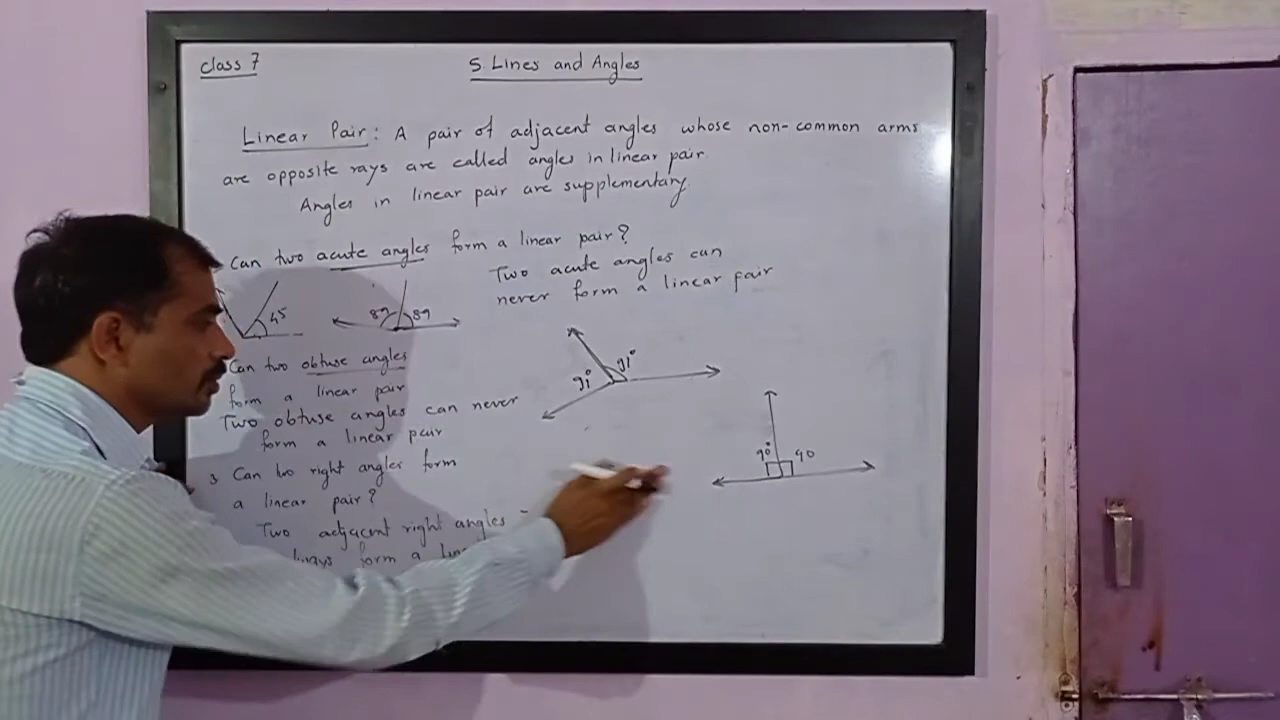 class 7
5 Lines and Angles
Linear Pair: A pair of adjacent angles whose non-common arms
are opposite rays are called angles in linear pair.
Angles in linear pair are supplementary.
Can two acute angles form a linear pair?
Two acute angles can
never form a linear pair
45
89 89
Can two obtuse angles
form a linear pair
Two obtuse angles can never
form a linear pair
91° 91°
3 Can two right angles form
a linear pair?
90 90
Two adjacent right angles
form a